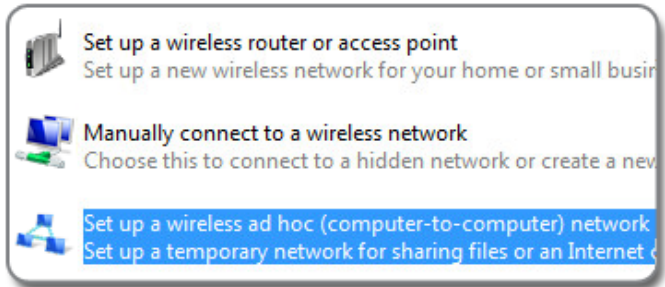 Set up a wireless router or access point
Set up a new wireless network for your home or small
Manually connect to a wireless network
Choose this to connect to a hidden network or create a
Set up a wireless ad hoc (computer-to-computer) network
Set up a temporary network for sharing files or an Internet